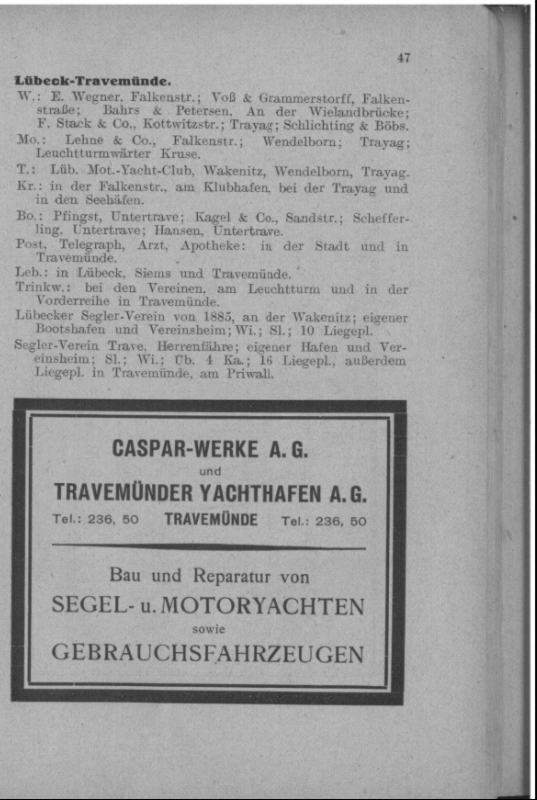 47
Lübeck-Travemünde.
W.: E. Wegner, Falkenstr.; Voß & Grammerstorff, Falken-
straße; Bahrs & Petersen, An der Wielandbrücke;
F. Stack & Co., Kottwitzstr.; Trayag; Schlichting & Böbs.
Mo.: Lehne & Co., Falkenstr.; Wendelborn; Trayag;
Leuchtturmwärter Kruse.
T.: Lüb. Mot.-Yacht-Club, Wakenitz, Wendelborn, Trayag.
Kr.: in der Falkenstr., am Klubhafen, bei der Trayag und
in den Seehäfen.
Bo.: Pfingst, Untertrave; Kagel & Co., Sandstr.; Scheffer-
ling, Untertrave; Hansen, Untertrave.
Post, Telegraph, Arzt, Apotheke: in der Stadt und in
Travemünde.
Leb.: in Lübeck, Siems und Travemünde.
Trinkw.: bei den Vereinen, am Leuchtturm und in der
Vorderreihe in Travemünde.
Lübecker Segler-Verein von 1885, an der Wakenitz; eigener
Bootshafen und Vereinsheim; Wi.; Sl.; 10 Liegepl.
Segler-Verein Trave, Herrenfähre; eigener Hafen und Ver-
einsheim; Sl.; Wi.; Üb. 4 Ka.; 16 Liegepl., außerdem
Liegepl. in Travemünde, am Priwall.
CASPAR-WERKE A.G.
und
TRAVEMÜNDER YACHTHAFEN A.G.
Tel.: 236, 50 TRAVEMÜNDE Tel.: 236, 50
Bau und Reparatur von
SEGEL- u. MOTORYACHTEN
sowie
GEBRAUCHSFAHRZEUGEN